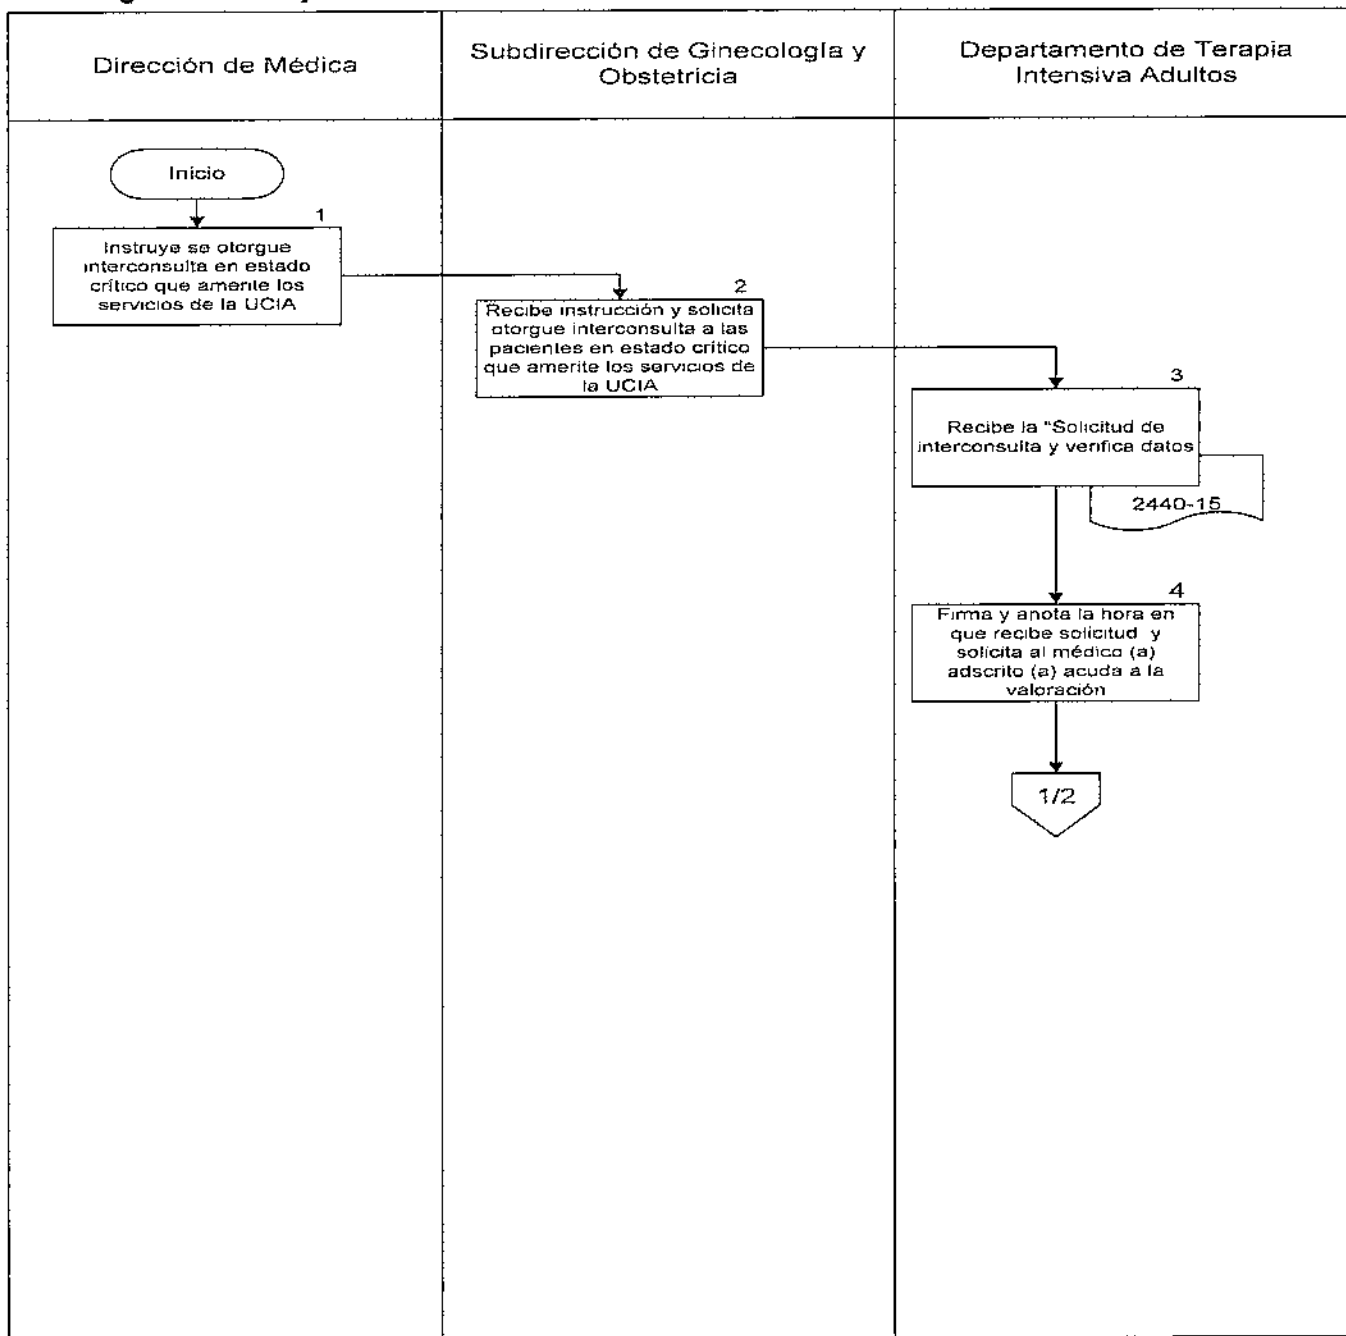 Dirección de Médica
Subdirección de Ginecología y
Obstetricia
Departamento de Terapia
Intensiva Adultos
Inicio
1
Instruye se otorgue
interconsulta en estado
crítico que amerite los
servicios de la UCIA
2
Recibe instrucción y solicita
otorgue interconsulta a las
pacientes en estado crítico
que amerite los servicios de
la UCIA
3
Recibe la "Solicitud de
interconsulta y verifica datos
2440-15
4
Firma y anota la hora en
que recibe solicitud y
solicita al médico (a)
adscrito (a) acuda a la
valoración
1/2